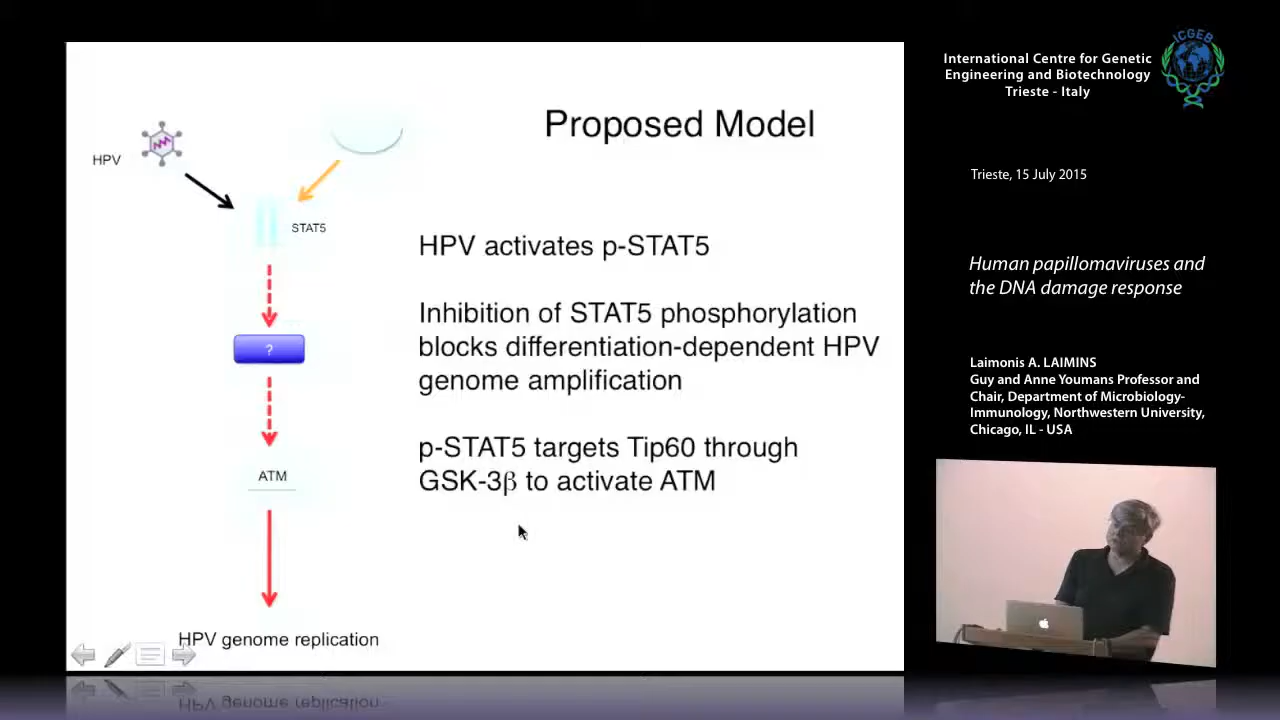 Proposed Model
HPV
STAT5
?
ATM
HPV genome replication
HPV activates p-STAT5
Inhibition of STAT5 phosphorylation
blocks differentiation-dependent HPV
genome amplification
p-STAT5 targets Tip60 through
GSK-3β to activate ATM
HPV genome replication
International Centre for Genetic
Engineering and Biotechnology
Trieste - Italy
ICGEB
Trieste, 15 July 2015
Human papillomaviruses and
the DNA damage response
Laimonis A. LAIMINS
Guy and Anne Youmans Professor and
Chair, Department of Microbiology-
Immunology, Northwestern University,
Chicago, IL - USA